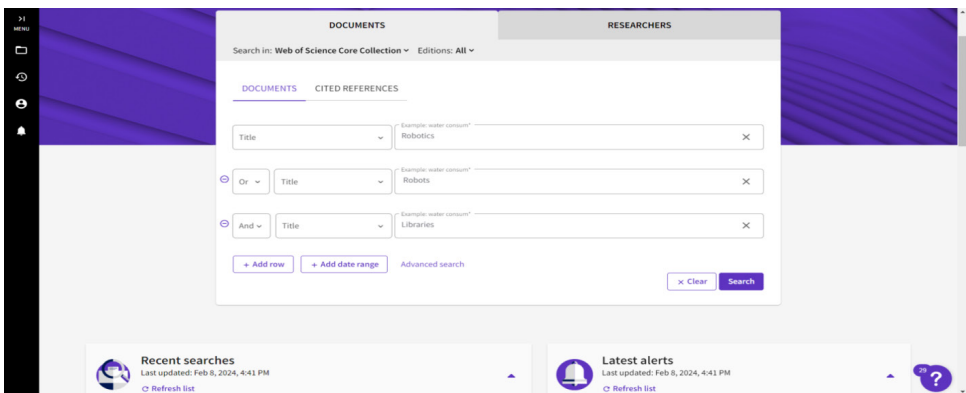 MENU
DOCUMENTS RESEARCHERS
Search in: Web of Science Core Collection Editions: All
DOCUMENTS CITED REFERENCES
Example: water consum*
Title Robotics
Example: water consum*
Or Title Robots
Example: water consum*
And Title Libraries
+ Add row + Add date range Advanced search
× Clear Search
Recent searches Latest alerts
Last updated: Feb 8, 2024, 4:41 PM Last updated: Feb 8, 2024, 4:41 PM
Refresh list Refresh list
29 ?